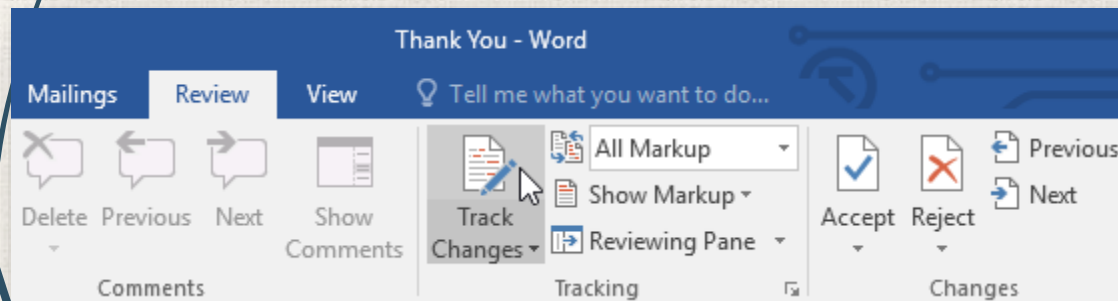 Thank You - Word
Mailings Review View Tell me what you want to do...
All Markup
Previous
Show Markup
Next
Delete Previous Next Show Comments
Track Changes
Reviewing Pane
Accept Reject
Comments Tracking Changes